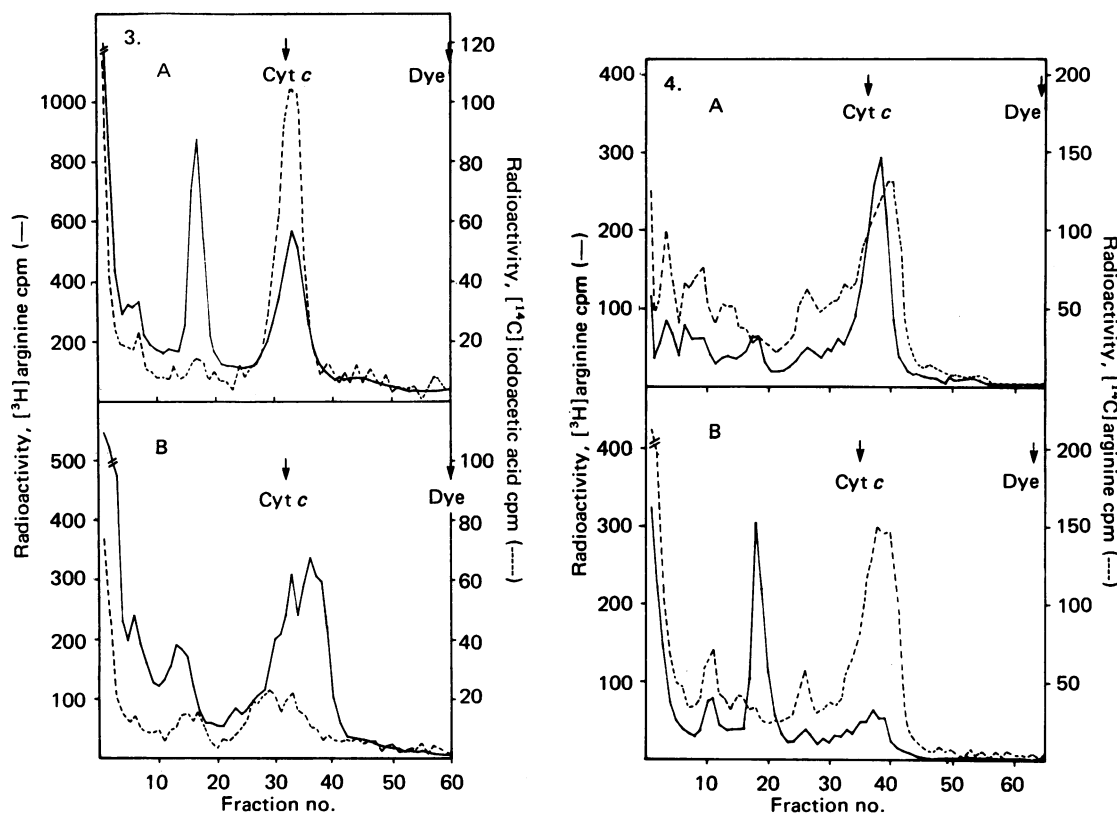 3.
A
Cyt c
Dye
1000
800
600
400
200
120
100
80
60
40
20
B
Cyt c
Dye
500
400
300
200
100
100
80
60
40
20
10
20
30
40
50
60
Fraction no.
Radioactivity, [³H] arginine cpm (—)
Radioactivity, [¹⁴C] iodoacetic acid cpm (----)
4.
A
Cyt c
Dye
400
300
200
100
200
150
100
50
B
Cyt c
Dye
400
300
200
100
200
150
100
50
10
20
30
40
50
60
Fraction no.
Radioactivity, [³H] arginine cpm (—)
Radioactivity, [¹⁴C] arginine cpm (----)